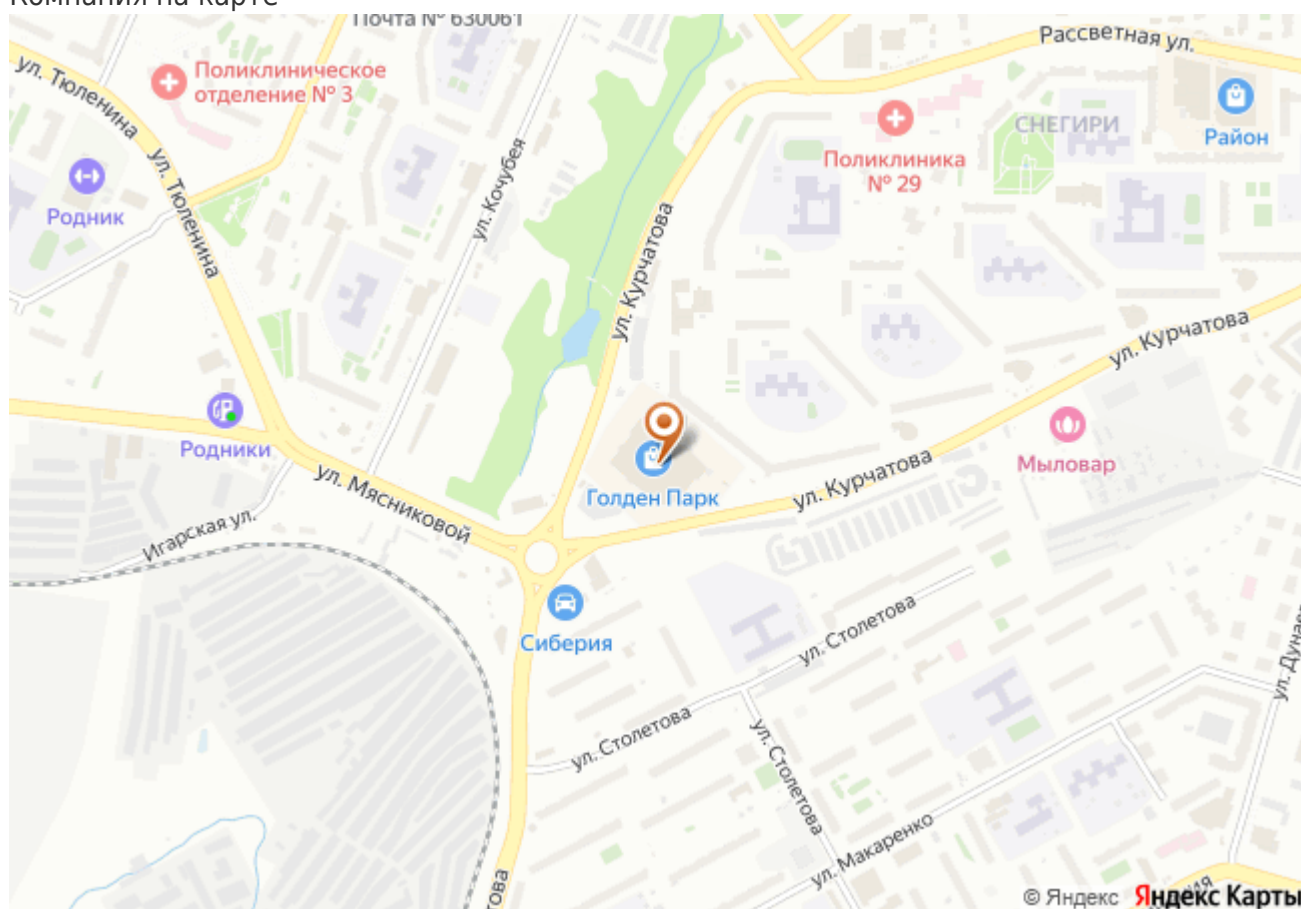 Компания на карте
Почта № 630061
Рассветная ул.
ул. Тюленина
Поликлиническое
отделение № 3
СНЕГИРИ
Район
Поликлиника
№ 29
ул. Кочубея
ул. Тюленина
Родник
ул. Курчатова
ул. Курчатова
Родники
Мыловар
ул. Курчатова
Голден Парк
ул. Мясниковой
Игарская ул.
Сиберия
ул. Столетова
ул. Столетова
ул. Столетова
ул. Макаренко
© Яндекс Яндекс Карты